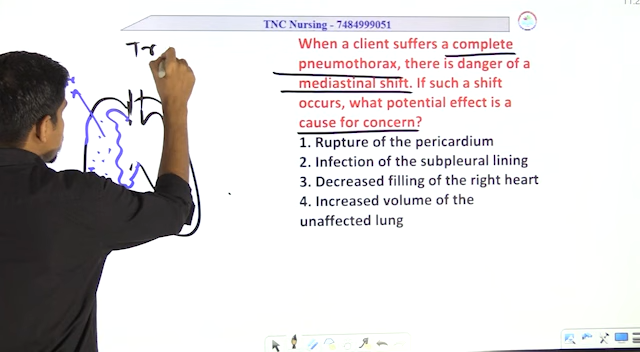 TNC Nursing - 7484999051
Tr
When a client suffers a complete
pneumothorax, there is danger of a
mediastinal shift. If such a shift
occurs, what potential effect is a
cause for concern?
1. Rupture of the pericardium
2. Infection of the subpleural lining
3. Decreased filling of the right heart
4. Increased volume of the
unaffected lung